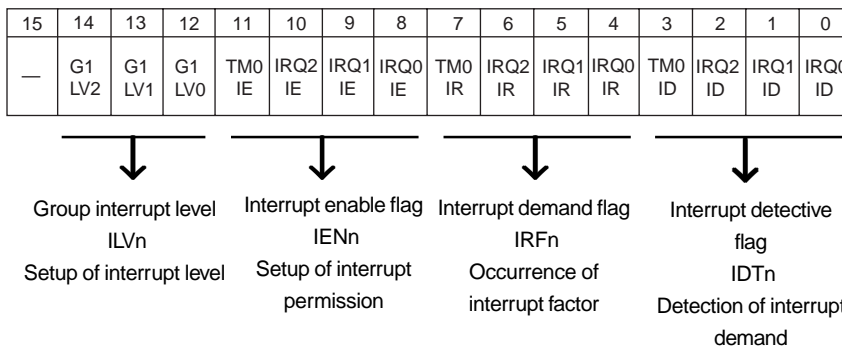 15 14 13 12 11 10 9 8 7 6 5 4 3 2 1 0
— G1 G1 G1 TM0 IRQ2 IRQ1 IRQ0 TM0 IRQ2 IRQ1 IRQ0 TM0 IRQ2 IRQ1 IRQ0
LV2 LV1 LV0 IE IE IE IE IR IR IR IR ID ID ID ID
Group interrupt level
ILVn
Setup of interrupt level
Interrupt enable flag
IENn
Setup of interrupt
permission
Interrupt demand flag
IRFn
Occurrence of
interrupt factor
Interrupt detective
flag
IDTn
Detection of interrupt
demand